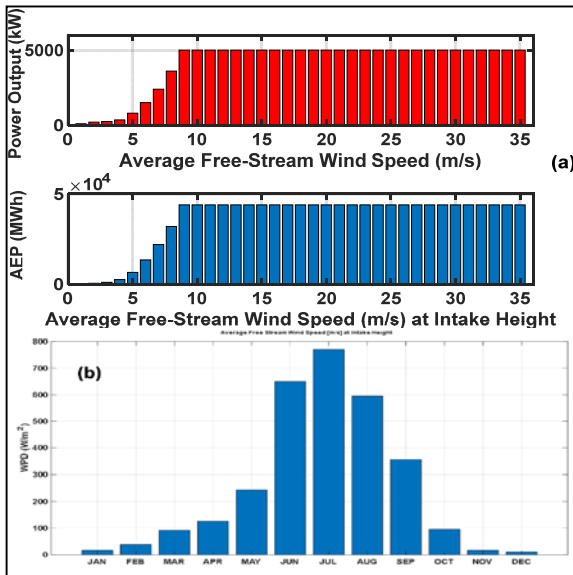 Power Output (kW)
5000
0
0 5 10 15 20 25 30 35
Average Free-Stream Wind Speed (m/s)
(a)
×10⁴
AEP (MWh)
5
0
0 5 10 15 20 25 30 35
Average Free-Stream Wind Speed (m/s) at Intake Height
Average Free Stream Wind Speed [m/s] at Intake Height
(b)
WPD (W/m²)
800
700
600
500
400
300
200
100
0
JAN FEB MAR APR MAY JUN JUL AUG SEP OCT NOV DEC